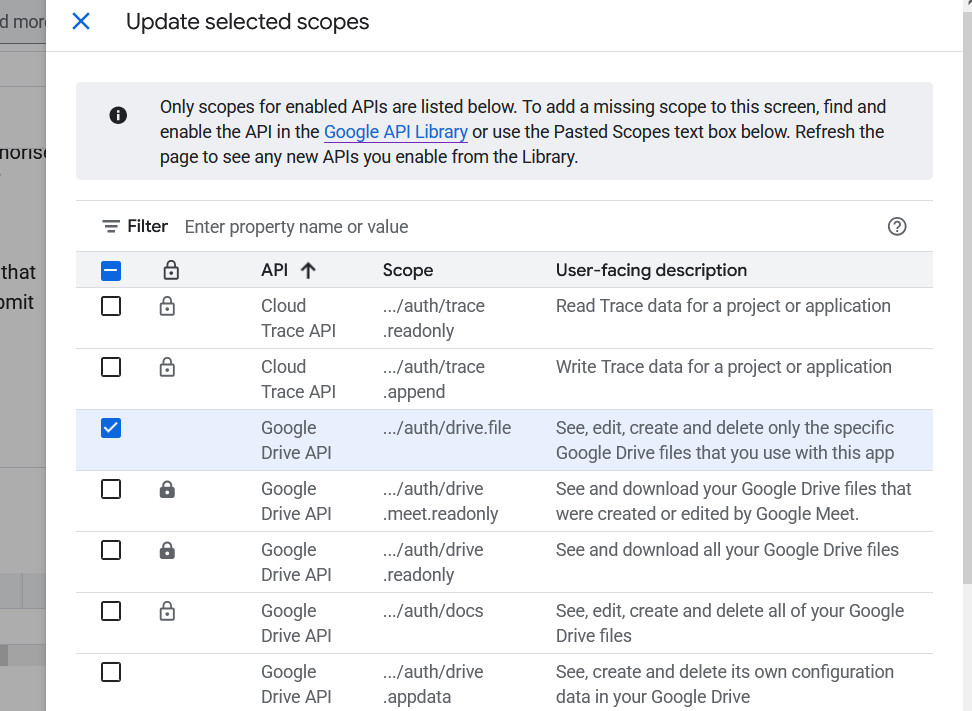 Update selected scopes
d more
Only scopes for enabled APIs are listed below. To add a missing scope to this screen, find and
enable the API in the Google API Library or use the Pasted Scopes text box below. Refresh the
page to see any new APIs you enable from the Library.
that
Filter Enter property name or value
API Scope User-facing description
Cloud
Trace API
.../auth/trace
.readonly
Read Trace data for a project or application
Cloud
Trace API
.../auth/trace
.append
Write Trace data for a project or application
Google
Drive API
.../auth/drive.file
See, edit, create and delete only the specific
Google Drive files that you use with this app
Google
Drive API
.../auth/drive
.meet.readonly
See and download your Google Drive files that
were created or edited by Google Meet.
Google
Drive API
.../auth/drive
.readonly
See and download all your Google Drive files
Google
Drive API
.../auth/docs
See, edit, create and delete all of your Google
Drive files
Google
Drive API
.../auth/drive
.appdata
See, create and delete its own configuration
data in your Google Drive